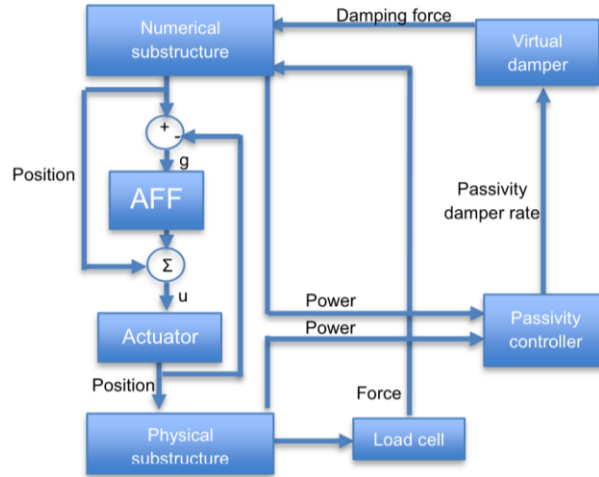 Numerical
substructure
Damping force
Virtual
damper
+
-
g
Position
AFF
Passivity
damper rate
Σ
u
Power
Power
Passivity
controller
Actuator
Position
Force
Physical
substructure
Load cell